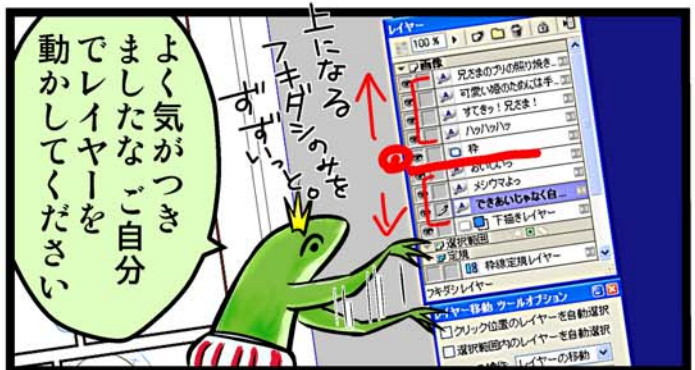 上になる
フキダシのみを
ずずいっと。
よく気がつき
ましたな ご自分
でレイヤーを
動かしてください
レイヤー
100 %
画像
兄さまのブリの照り焼き…
可愛い姫のためには手…
すてきっ！兄さま！
ハッハッハッ
枠
おいしいっ
メシウマよっ
できあいじゃなく自…
下描きレイヤー
選択範囲
定規
枠線定規レイヤー
フキダシレイヤー
レイヤー移動 ツールオプション
クリック位置のレイヤーを自動選択
選択範囲内のレイヤーを自動選択
レイヤーの移動